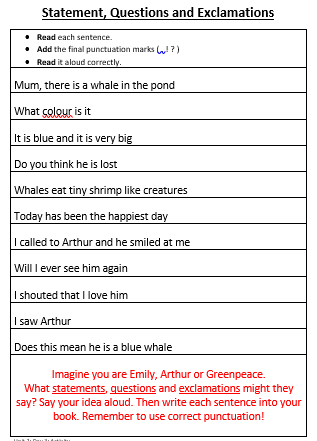 Statement, Questions and Exclamations
• Read each sentence.
• Add the final punctuation marks (., ! ? )
• Read it aloud correctly.
Mum, there is a whale in the pond
What colour is it
It is blue and it is very big
Do you think he is lost
Whales eat tiny shrimp like creatures
Today has been the happiest day
I called to Arthur and he smiled at me
Will I ever see him again
I shouted that I love him
I saw Arthur
Does this mean he is a blue whale
Imagine you are Emily, Arthur or Greenpeace.
What statements, questions and exclamations might they
say? Say your idea aloud. Then write each sentence into your
book. Remember to use correct punctuation!